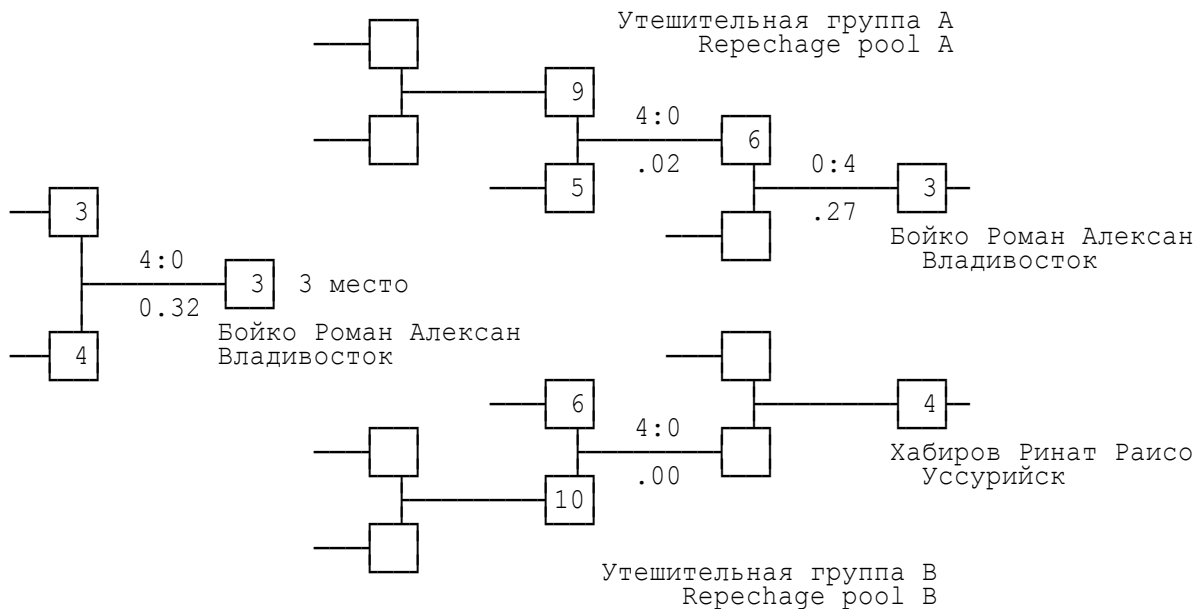 Утешительная группа А
Repechage pool A
9
4:0
6
.02
0:4
5
3
3
.27
Бойко Роман Алексан
Владивосток
4:0
3
3 место
0.32
Бойко Роман Алексан
Владивосток
4
6
4
4:0
Хабиров Ринат Раисо
Уссурийск
.00
10
Утешительная группа В
Repechage pool B